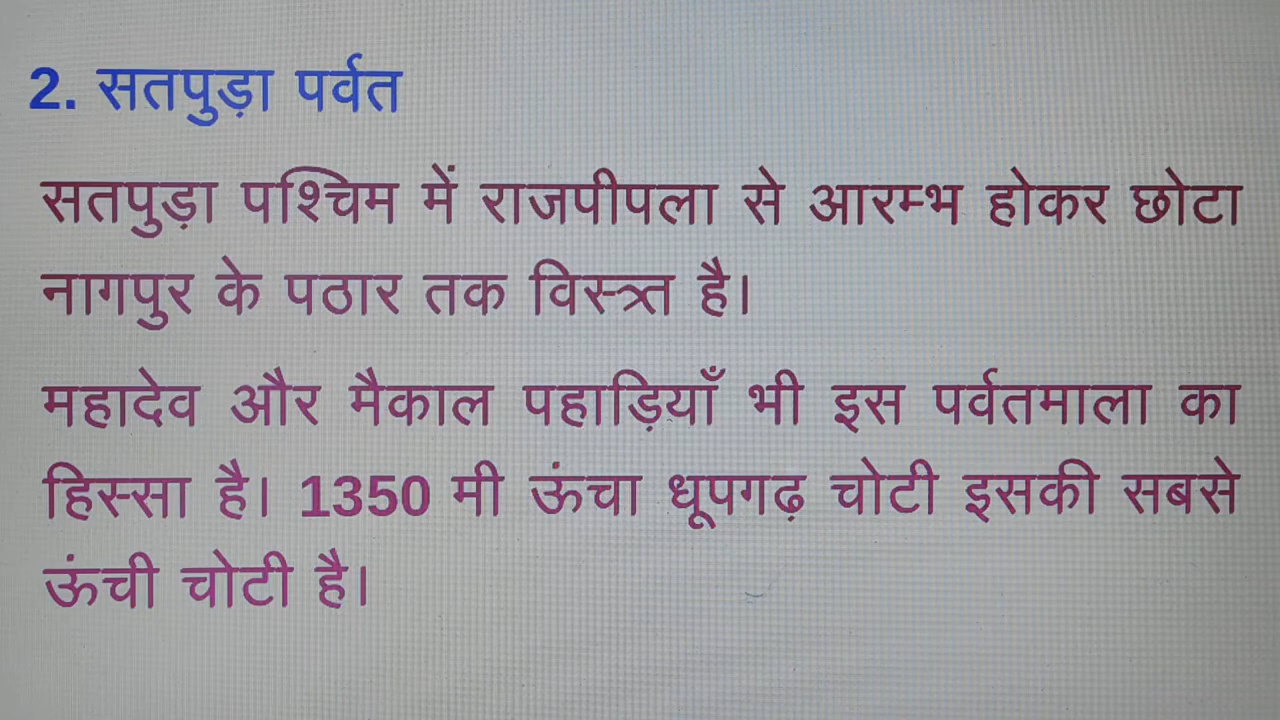 2. सतपुड़ा पर्वत
सतपुड़ा पश्चिम में राजपीपला से आरम्भ होकर छोटा
नागपुर के पठार तक विस्त्र्त है।
महादेव और मैकाल पहाड़ियाँ भी इस पर्वतमाला का
हिस्सा है। 1350 मी ऊंचा धूपगढ़ चोटी इसकी सबसे
ऊंची चोटी है।